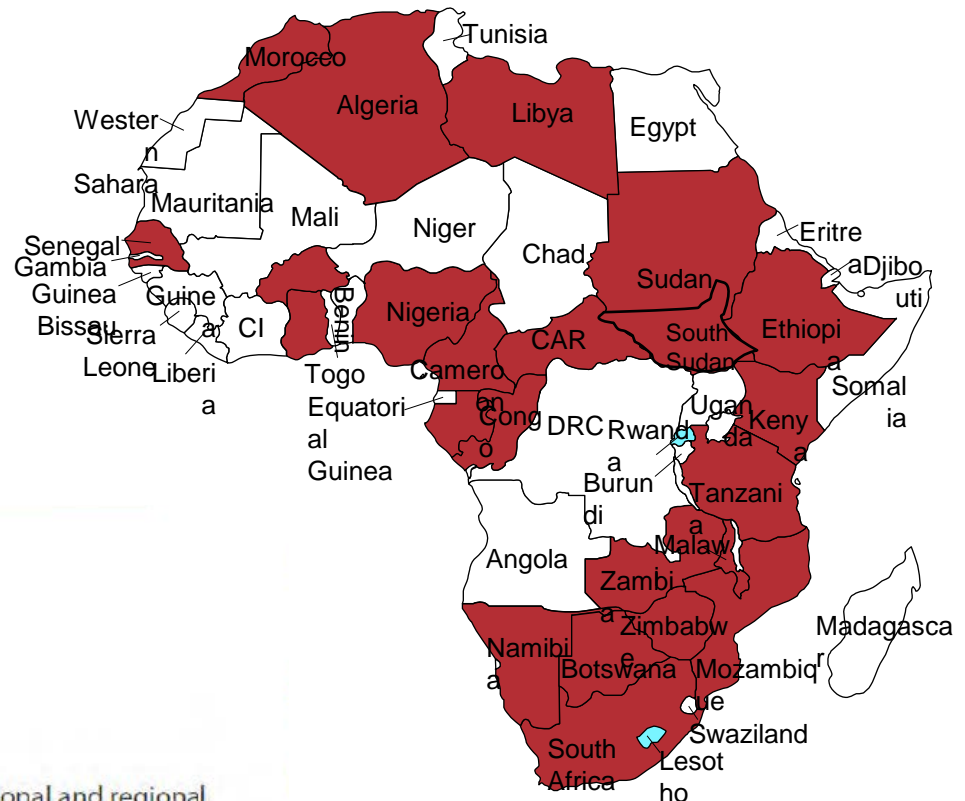 Tunisia
Morocco
Algeria
Libya
Wester
n
Sahara
Egypt
Mauritania
Mali
Niger
Chad
Eritre
a
Senegal
Gambia
Guinea
Bissau
Guine
a
Sierra
Leone
Liberi
a
CI
Benin
Togo
Nigeria
Sudan
Djibo
uti
South
Sudan
Ethiopi
a
CAR
Camero
on
Equatori
al
Guinea
Cong
o
DRC
Rwand
a
Ugan
da
Keny
a
Somal
ia
Burun
di
Tanzani
a
Angola
Malaw
Zambi
a
Zimbabw
e
Madagasca
r
Namibi
a
Botswana
Mozambiq
ue
Swaziland
South
Africa
Lesot
ho
onal and regional